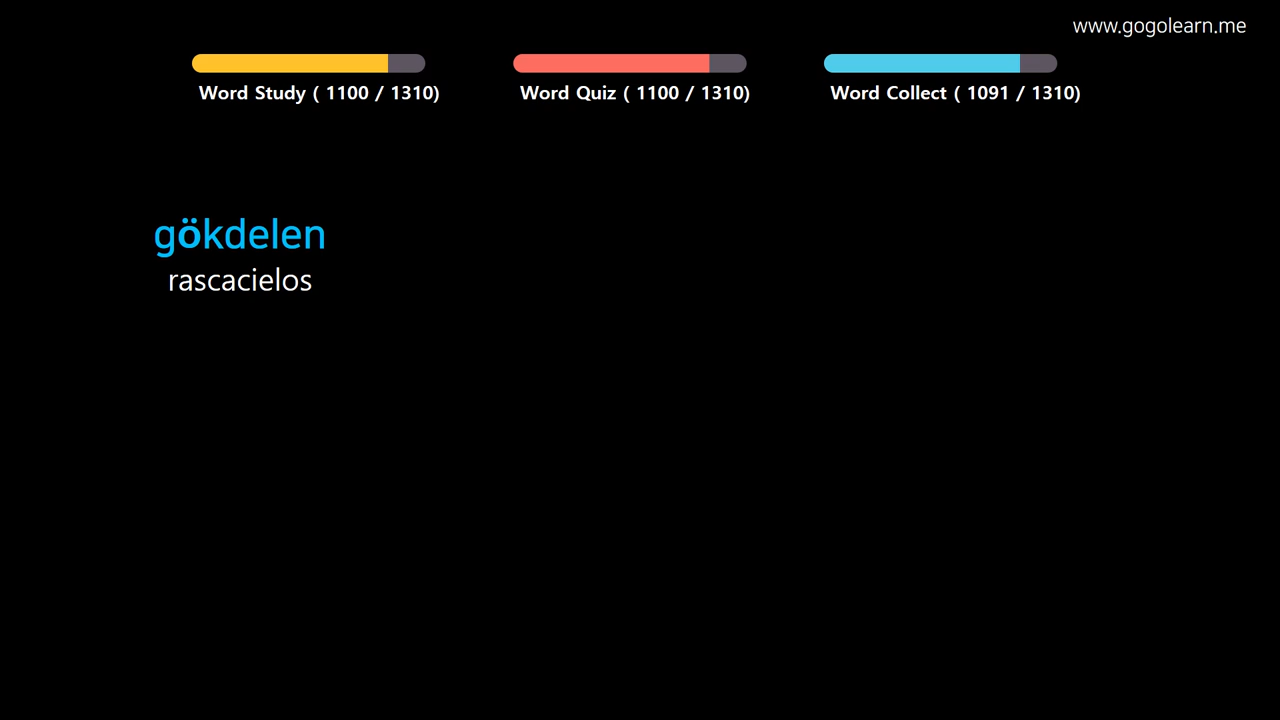 www.gogolearn.me
Word Study ( 1100 / 1310)
Word Quiz ( 1100 / 1310)
Word Collect ( 1091 / 1310)
gökdelen
rascacielos